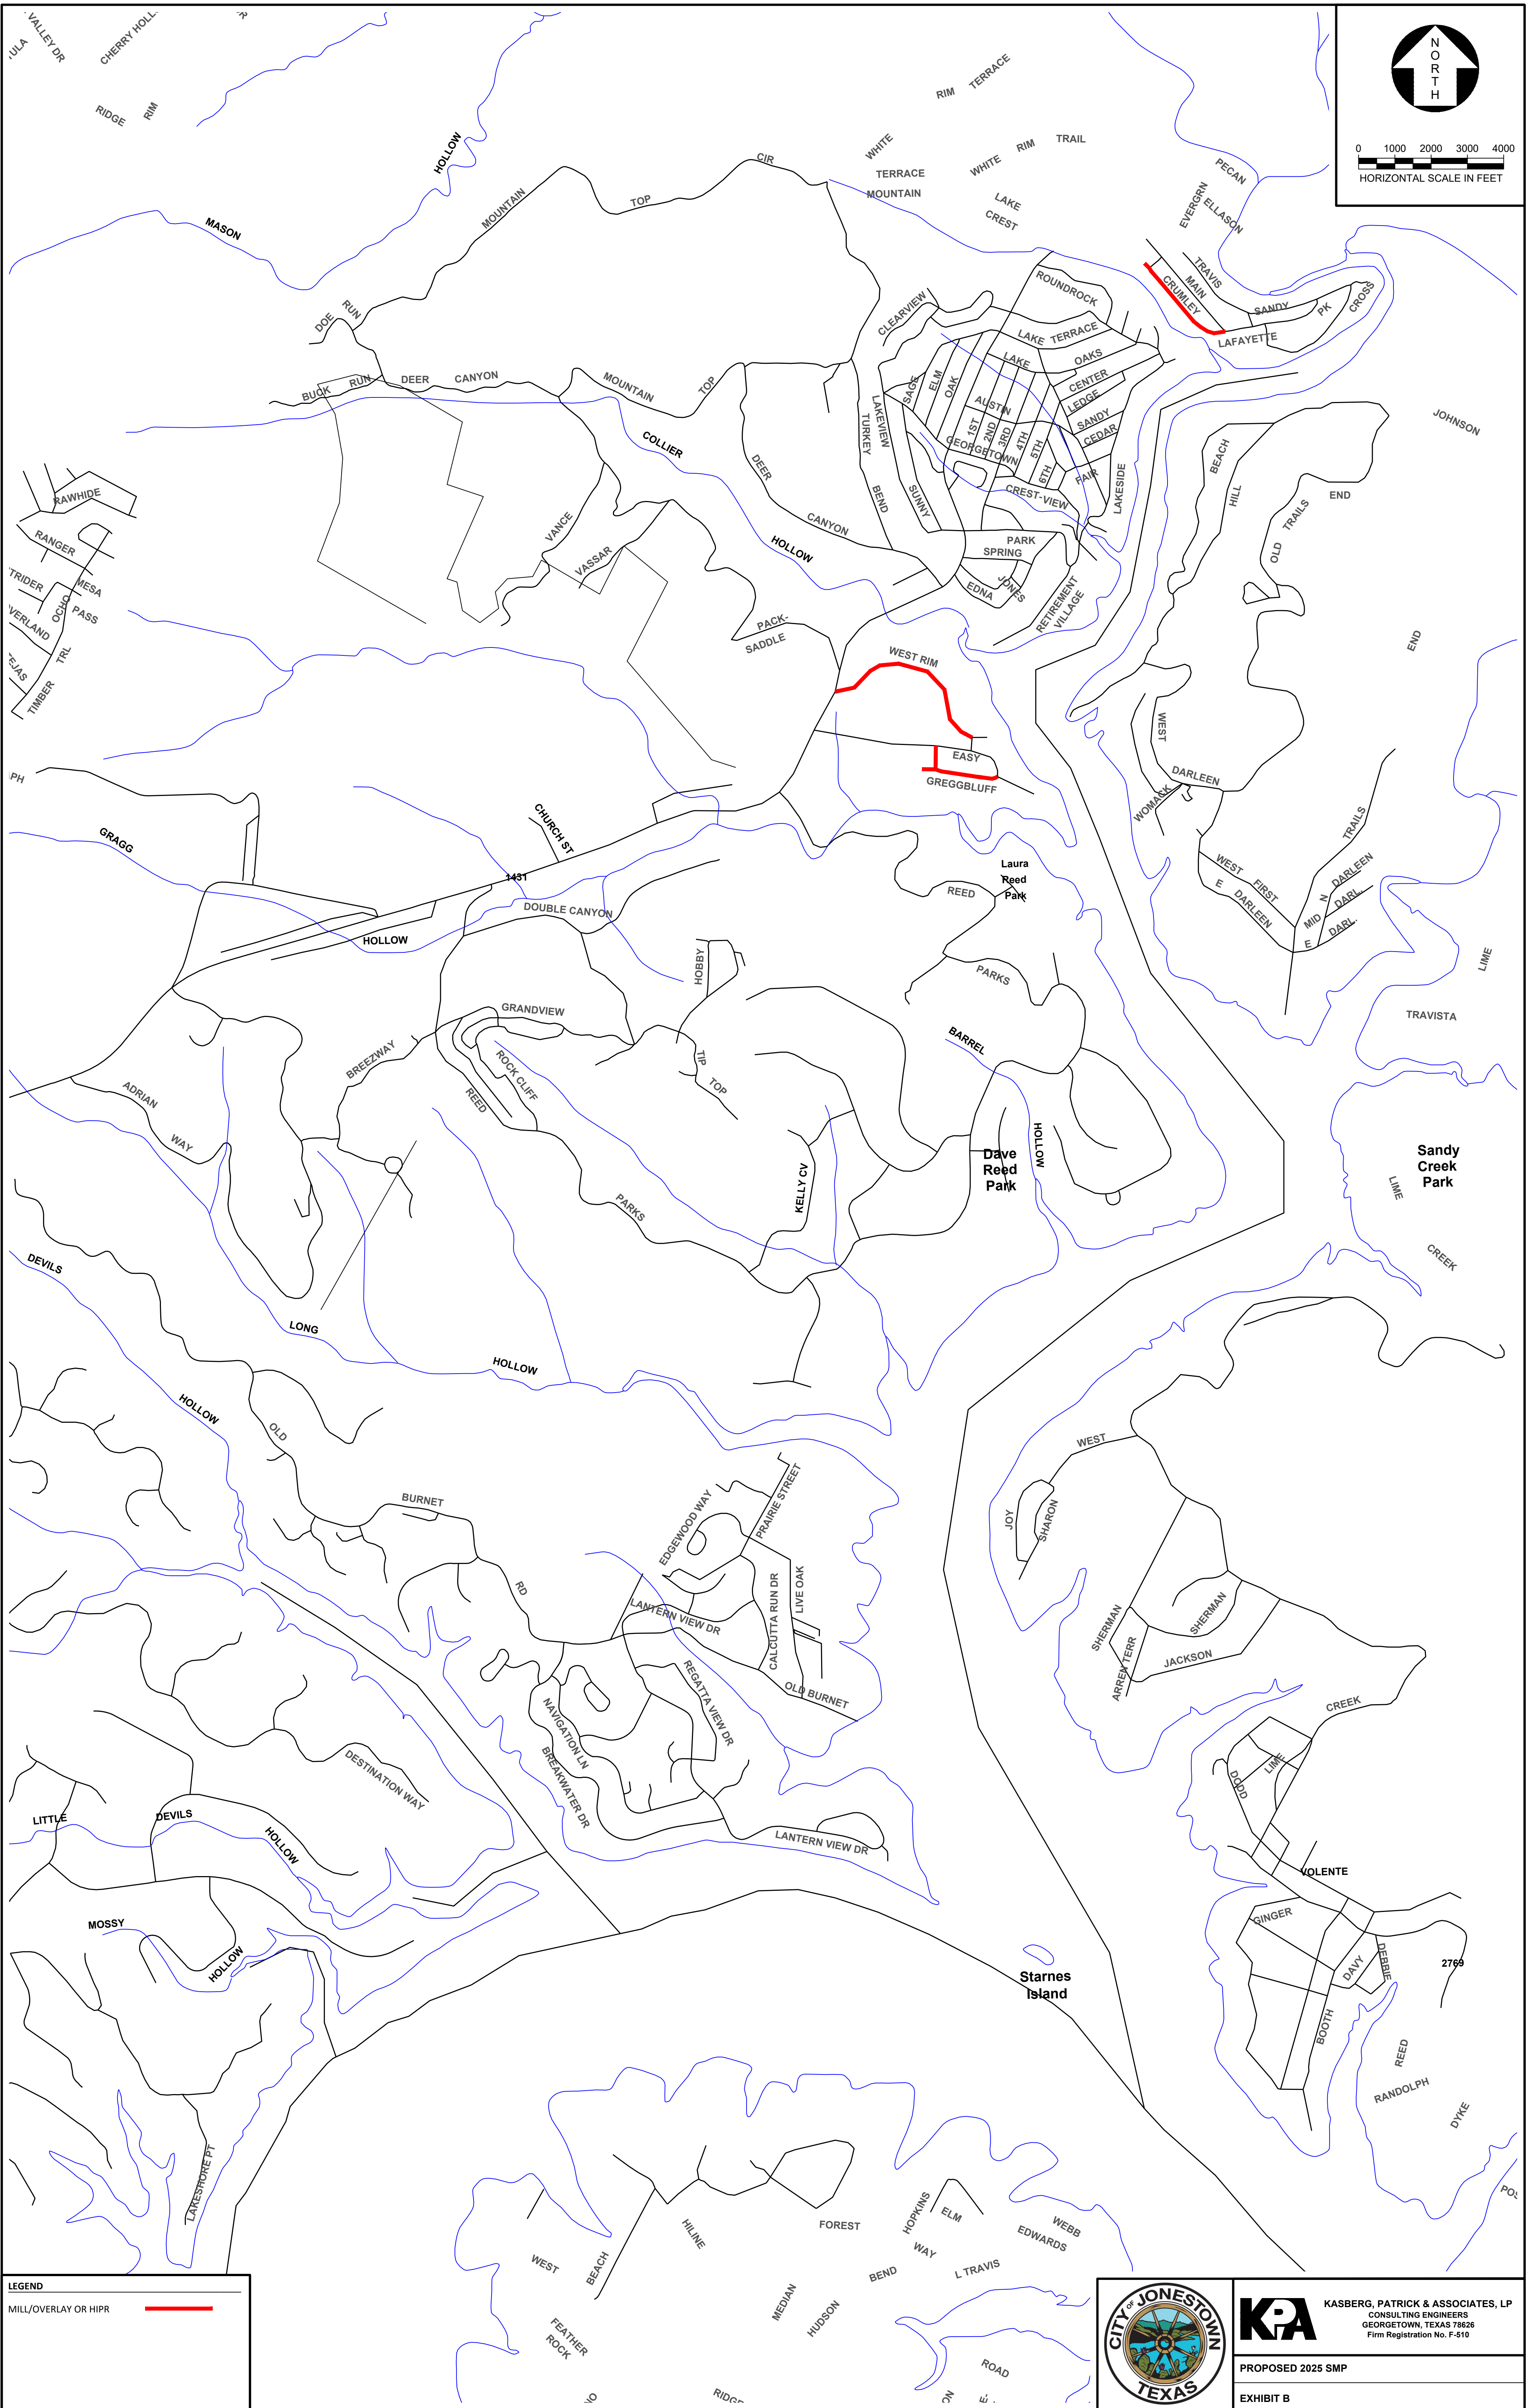 VALLEY DR
CHERRY HOLL
RIDGE
RIM
HOLLOW
MASON
MOUNTAIN
TOP
CIR
RIM
TERRACE
WHITE
TERRACE
MOUNTAIN
WHITE
RIM
TRAIL
LAKE
CREST
PECAN
EVERGRN
ELLASON
NORTH
0 1000 2000 3000 4000
HORIZONTAL SCALE IN FEET
TRAVIS
MAIN
CRUMLEY
SANDY
PK
CROSS
LAFAYETTE
ROUNDROCK
CLEARVIEW
LAKE TERRACE
LAKE
OAKS
CENTER
LEDGE
SANDY
CEDAR
SAGE
ELM
OAK
AUSTIN
1ST
2ND
3RD
4TH
5TH
6TH
GEORGETOWN
FAIR
CREST-VIEW
LAKESIDE
LAKEVIEW
TURKEY
BEND
SUNNY
PARK
SPRING
EDNA
JONES
RETIREMENT
VILLAGE
DOE
RUN
BUCK
RUN
DEER
CANYON
MOUNTAIN
TOP
COLLIER
HOLLOW
DEER
CANYON
VANCE
VASSAR
PACK-
SADDLE
WEST RIM
EASY
GREGGBLUFF
JOHNSON
BEACH
HILL
END
TRAILS
OLD
END
RAWHIDE
RANGER
TRIDER
MESA
OCHO
PASS
VERLAND
EJAS
TIMBER
TRL
WEST
DARLEEN
WOMACK
TRAILS
WEST
FIRST
E
DARLEEN
N
DARLEEN
MID
DARL.
E
DARL.
LIME
TRAVISTA
PH
GRAGG
HOLLOW
CHURCH ST
1431
DOUBLE CANYON
Laura
Reed
Park
REED
PARKS
HOBBY
GRANDVIEW
BREEZWAY
ROCK CLIFF
REED
TIP
TOP
BARREL
HOLLOW
ADRIAN
WAY
KELLY CV
PARKS
Dave
Reed
Park
Sandy
Creek
Park
LIME
CREEK
DEVILS
HOLLOW
LONG
HOLLOW
OLD
BURNET
RD
WEST
JOY
SHARON
EDGEWOOD WAY
PRAIRIE STREET
CALCUTTA RUN DR
LIVE OAK
LANTERN VIEW DR
OLD BURNET
REGATTA VIEW DR
NAVIGATION LN
BREAKWATER DR
LANTERN VIEW DR
SHERMAN
SHERMAN
ARREN TERR
JACKSON
CREEK
LIME
DODD
VOLENTE
GINGER
DAVY
DEBBIE
BOOTH
2769
REED
RANDOLPH
DYKE
DESTINATION WAY
LITTLE
DEVILS
HOLLOW
MOSSY
HOLLOW
LAKESHORE PT
Starnes
Island
WEST
BEACH
HILINE
FOREST
HOPKINS
ELM
WAY
WEBB
EDWARDS
BEND
L TRAVIS
MEDIAN
HUDSON
FEATHER
ROCK
ROAD
RIDGE
LEGEND
MILL/OVERLAY OR HIPR
CITY OF JONESTOWN
TEXAS
KPA
KASBERG, PATRICK & ASSOCIATES, LP
CONSULTING ENGINEERS
GEORGETOWN, TEXAS 78626
Firm Registration No. F-510
PROPOSED 2025 SMP
EXHIBIT B